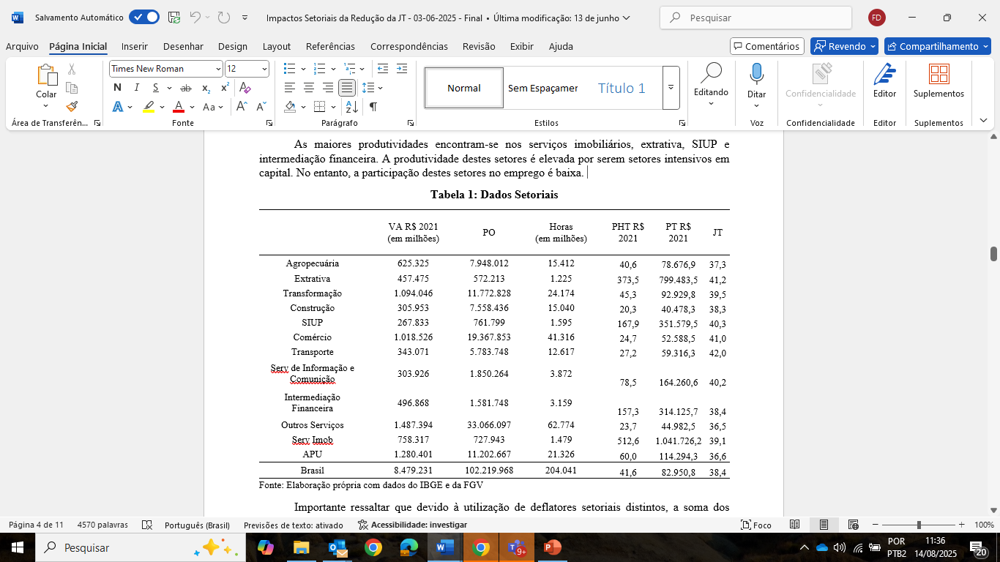 Salvamento Automático
Impactos Setoriais da Redução da JT - 03-06-2025 - Final • Última modificação: 13 de junho
Pesquisar
FD
Arquivo Página Inicial Inserir Desenhar Design Layout Referências Correspondências Revisão Exibir Ajuda
Comentários Revendo Compartilhamento
Times New Roman 12
Colar
N I S ab x₂ x²
A A Aa A A
Normal Sem Espaçamer Título 1
Editando Ditar Confidencialidade Editor Suplementos
Área de Transferên... Fonte Parágrafo Estilos Voz Confidencialidade Editor Suplementos
As maiores produtividades encontram-se nos serviços imobiliários, extrativa, SIUP e
intermediação financeira. A produtividade destes setores é elevada por serem setores intensivos em
capital. No entanto, a participação destes setores no emprego é baixa.
Tabela 1: Dados Setoriais
VA R$ 2021 (em milhões) PO Horas (em milhões) PHT R$ 2021 PT R$ 2021 JT
Agropecuária 625.325 7.948.012 15.412 40,6 78.676,9 37,3
Extrativa 457.475 572.213 1.225 373,5 799.483,5 41,2
Transformação 1.094.046 11.772.828 24.174 45,3 92.929,8 39,5
Construção 305.953 7.558.436 15.040 20,3 40.478,3 38,3
SIUP 267.833 761.799 1.595 167,9 351.579,5 40,3
Comércio 1.018.526 19.367.853 41.316 24,7 52.588,5 41,0
Transporte 343.071 5.783.748 12.617 27,2 59.316,3 42,0
Serv de Informação e Comunição 303.926 1.850.264 3.872 78,5 164.260,6 40,2
Intermediação Financeira 496.868 1.581.748 3.159 157,3 314.125,7 38,4
Outros Serviços 1.487.394 33.066.097 62.774 23,7 44.982,5 36,5
Serv Imob 758.317 727.943 1.479 512,6 1.041.726,2 39,1
APU 1.280.401 11.202.667 21.326 60,0 114.294,3 36,6
Brasil 8.479.231 102.219.968 204.041 41,6 82.950,8 38,4
Fonte: Elaboração própria com dados do IBGE e da FGV
Importante ressaltar que devido à utilização de deflatores setoriais distintos, a soma dos
Página 4 de 11 4570 palavras Português (Brasil) Previsões de texto: ativado Acessibilidade: investigar Foco 100%
Pesquisar
9+
POR
PTB2
11:36
14/08/2025
20